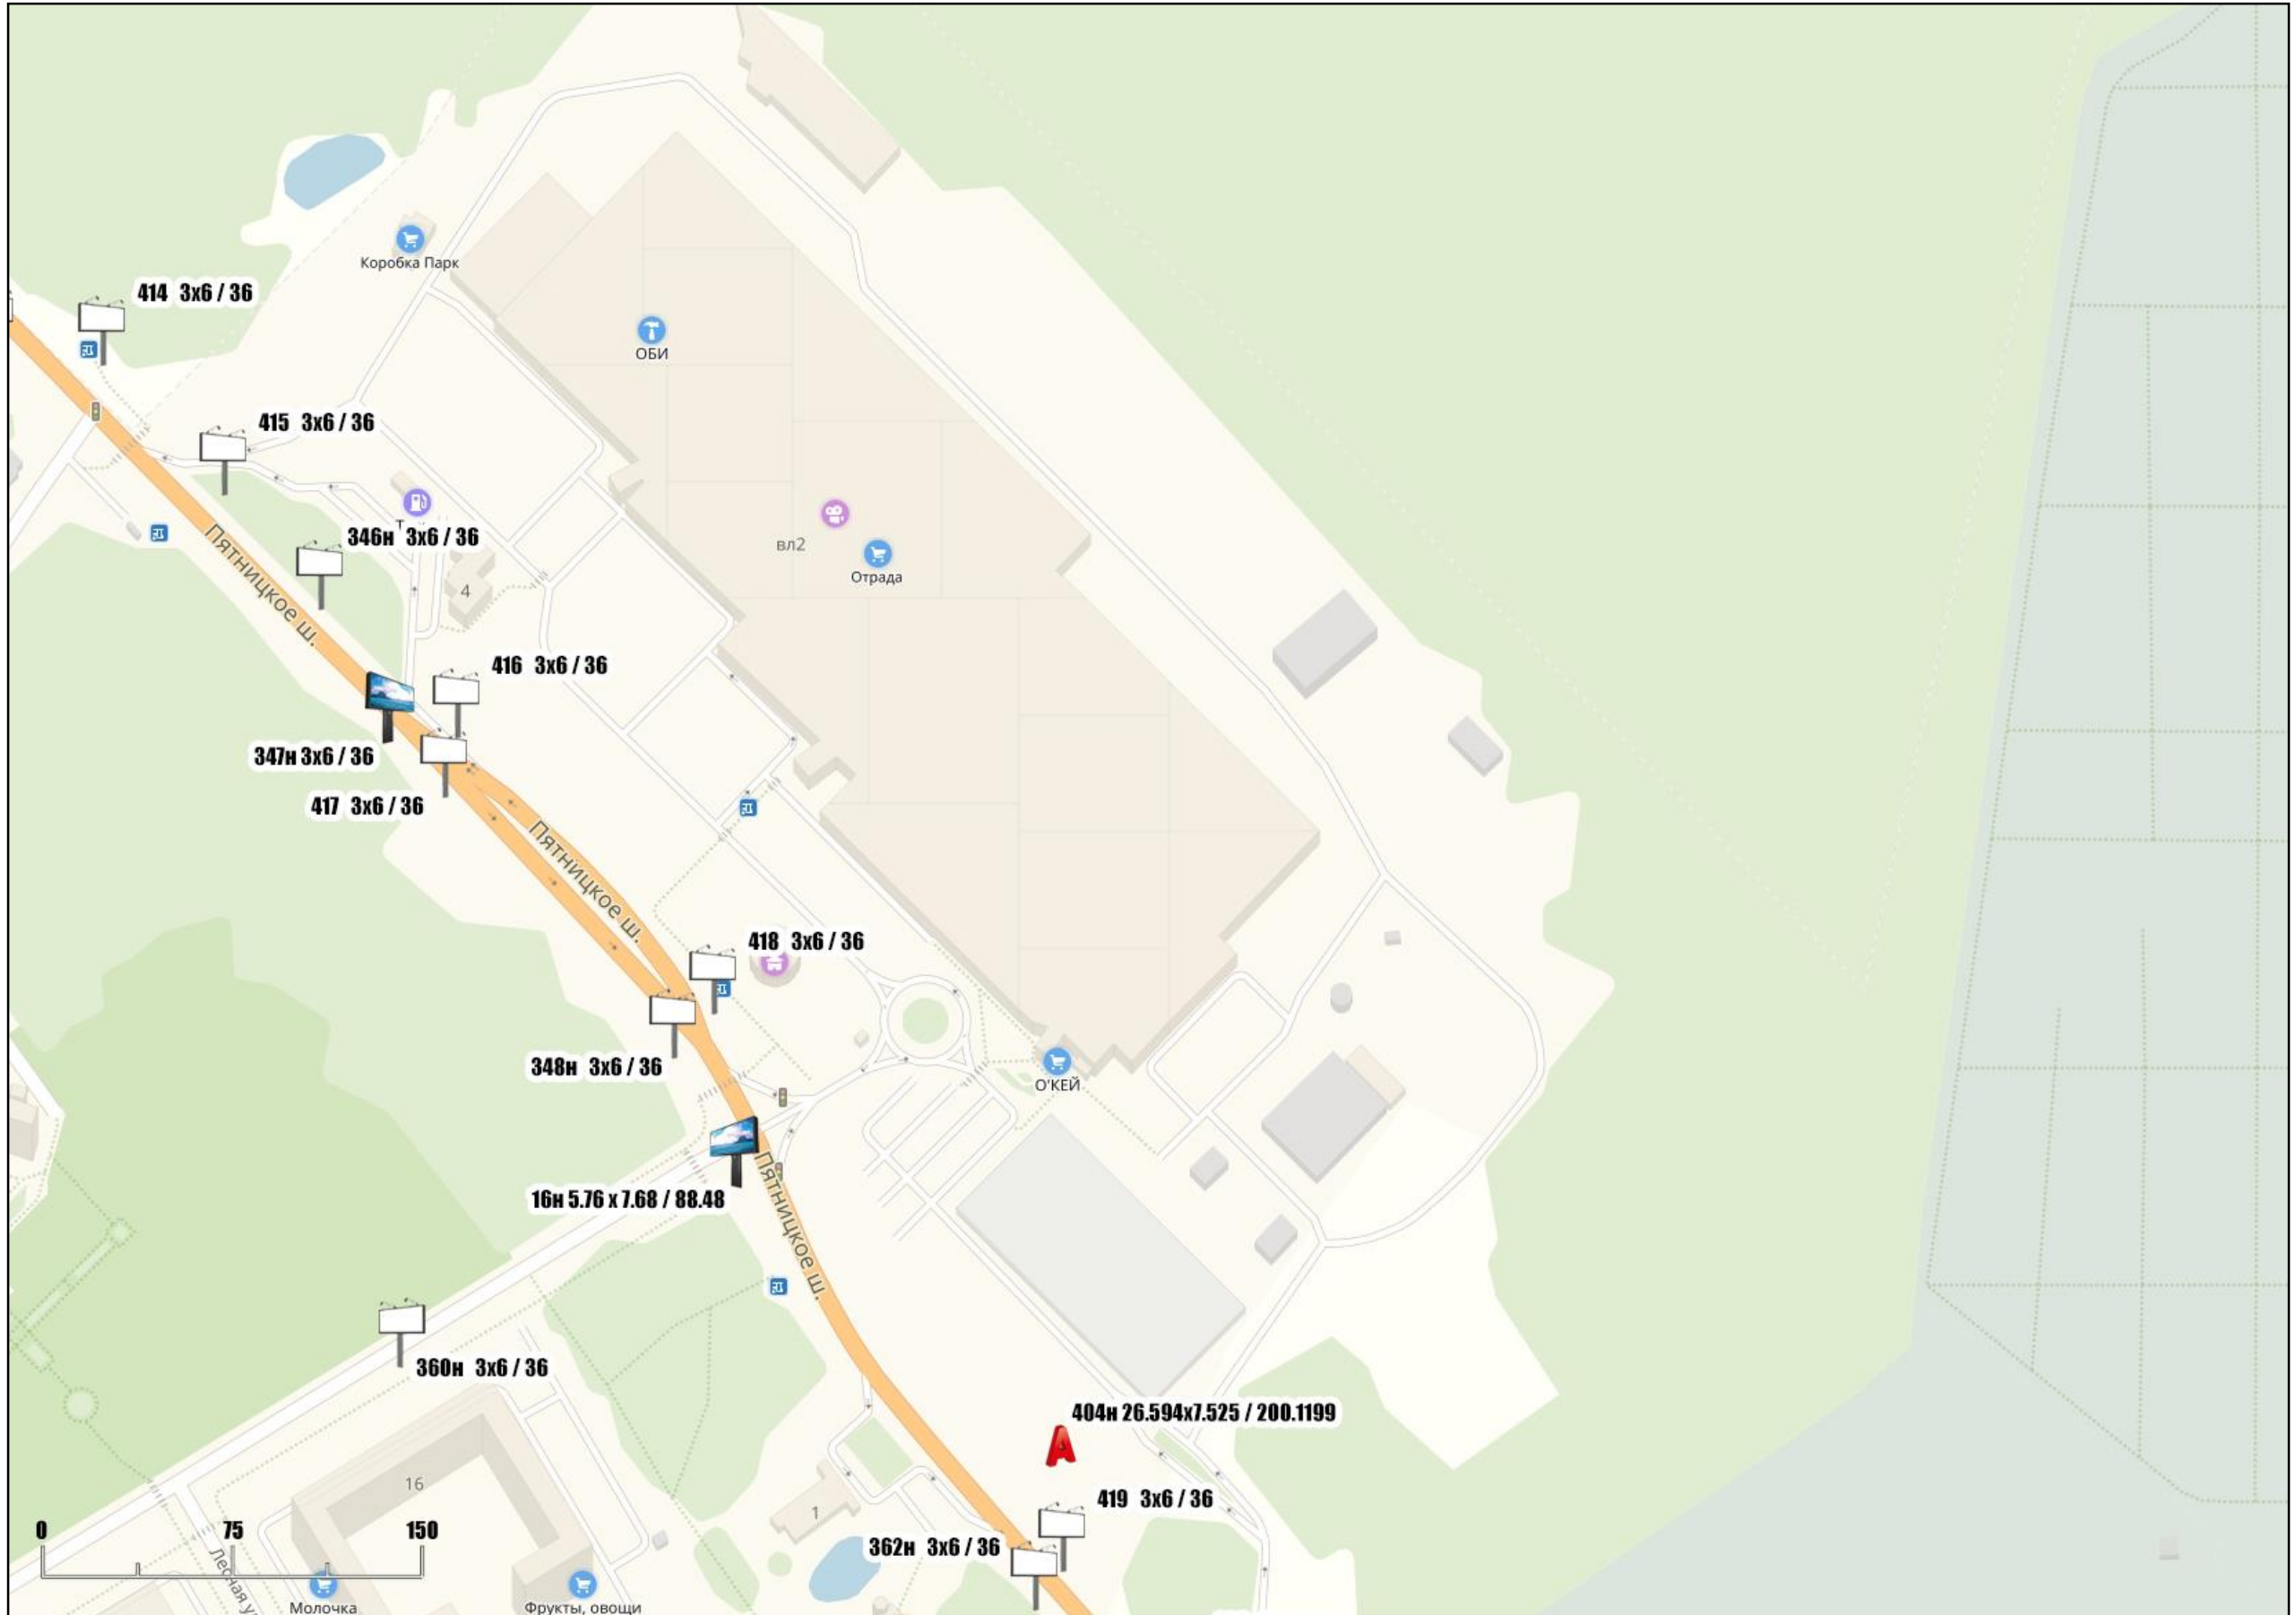 Коробка Парк
414 3x6 / 36
ОБИ
415 3x6 / 36
346н 3x6 / 36
Т
вл2
Отрада
4
Пятницкое ш.
416 3x6 / 36
347н 3x6 / 36
417 3x6 / 36
Пятницкое ш.
418 3x6 / 36
348н 3x6 / 36
О'КЕЙ
16н 5.76 x 7.68 / 88.48
Пятницкое ш.
360н 3x6 / 36
404н 26.594x7.525 / 200.1199
А
16
1
419 3x6 / 36
0 75 150
362н 3x6 / 36
Лесная у
Молочка
Фрукты, овощи